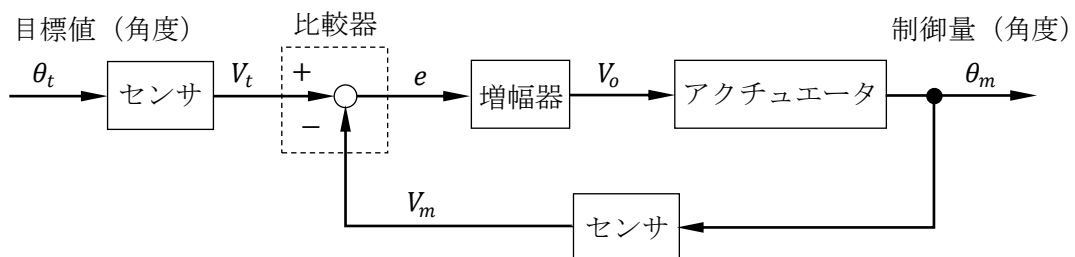 目標値（角度）
比較器
制御量（角度）
θt
センサ
Vt
+
−
e
増幅器
Vo
アクチュエータ
θm
Vm
センサ